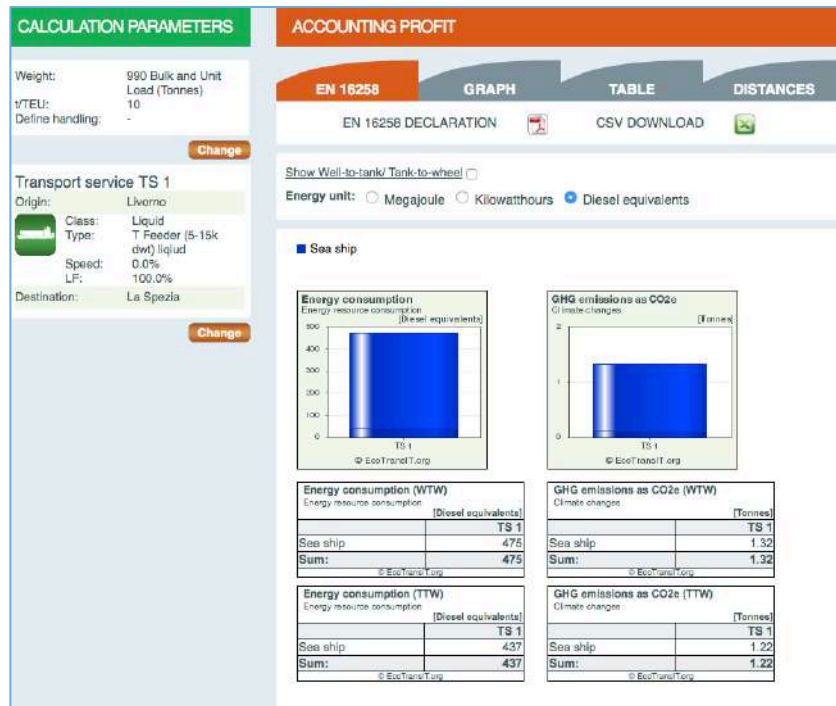 CALCULATION PARAMETERS
Weight: 990 Bulk and Unit
Load (Tonnes)
t/TEU: 10
Define handling: -
Change
Transport service TS 1
Origin: Livorno
Class: Liquid
Type: T Feeder (5-15k
dwt) liqiud
Speed: 0.0%
LF: 100.0%
Destination: La Spezia
Change
ACCOUNTING PROFIT
EN 16258 GRAPH TABLE DISTANCES
EN 16258 DECLARATION CSV DOWNLOAD
Show Well-to-tank/ Tank-to-wheel
Energy unit: Megajoule Kilowatthours Diesel equivalents
Sea ship
Energy consumption
Energy resource consumption
[Diesel equivalents]
500
400
300
200
100
0
TS 1
© EcoTransIT.org
GHG emissions as CO2e
Climate changes
[Tonnes]
2
1
0
TS 1
© EcoTransIT.org
Energy consumption (WTW)
Energy resource consumption
[Diesel equivalents]
TS 1
Sea ship 475
Sum: 475
© EcoTransIT.org
GHG emissions as CO2e (WTW)
Climate changes
[Tonnes]
TS 1
Sea ship 1.32
Sum: 1.32
© EcoTransIT.org
Energy consumption (TTW)
Energy resource consumption
[Diesel equivalents]
TS 1
Sea ship 437
Sum: 437
© EcoTransIT.org
GHG emissions as CO2e (TTW)
Climate changes
[Tonnes]
TS 1
Sea ship 1.22
Sum: 1.22
© EcoTransIT.org